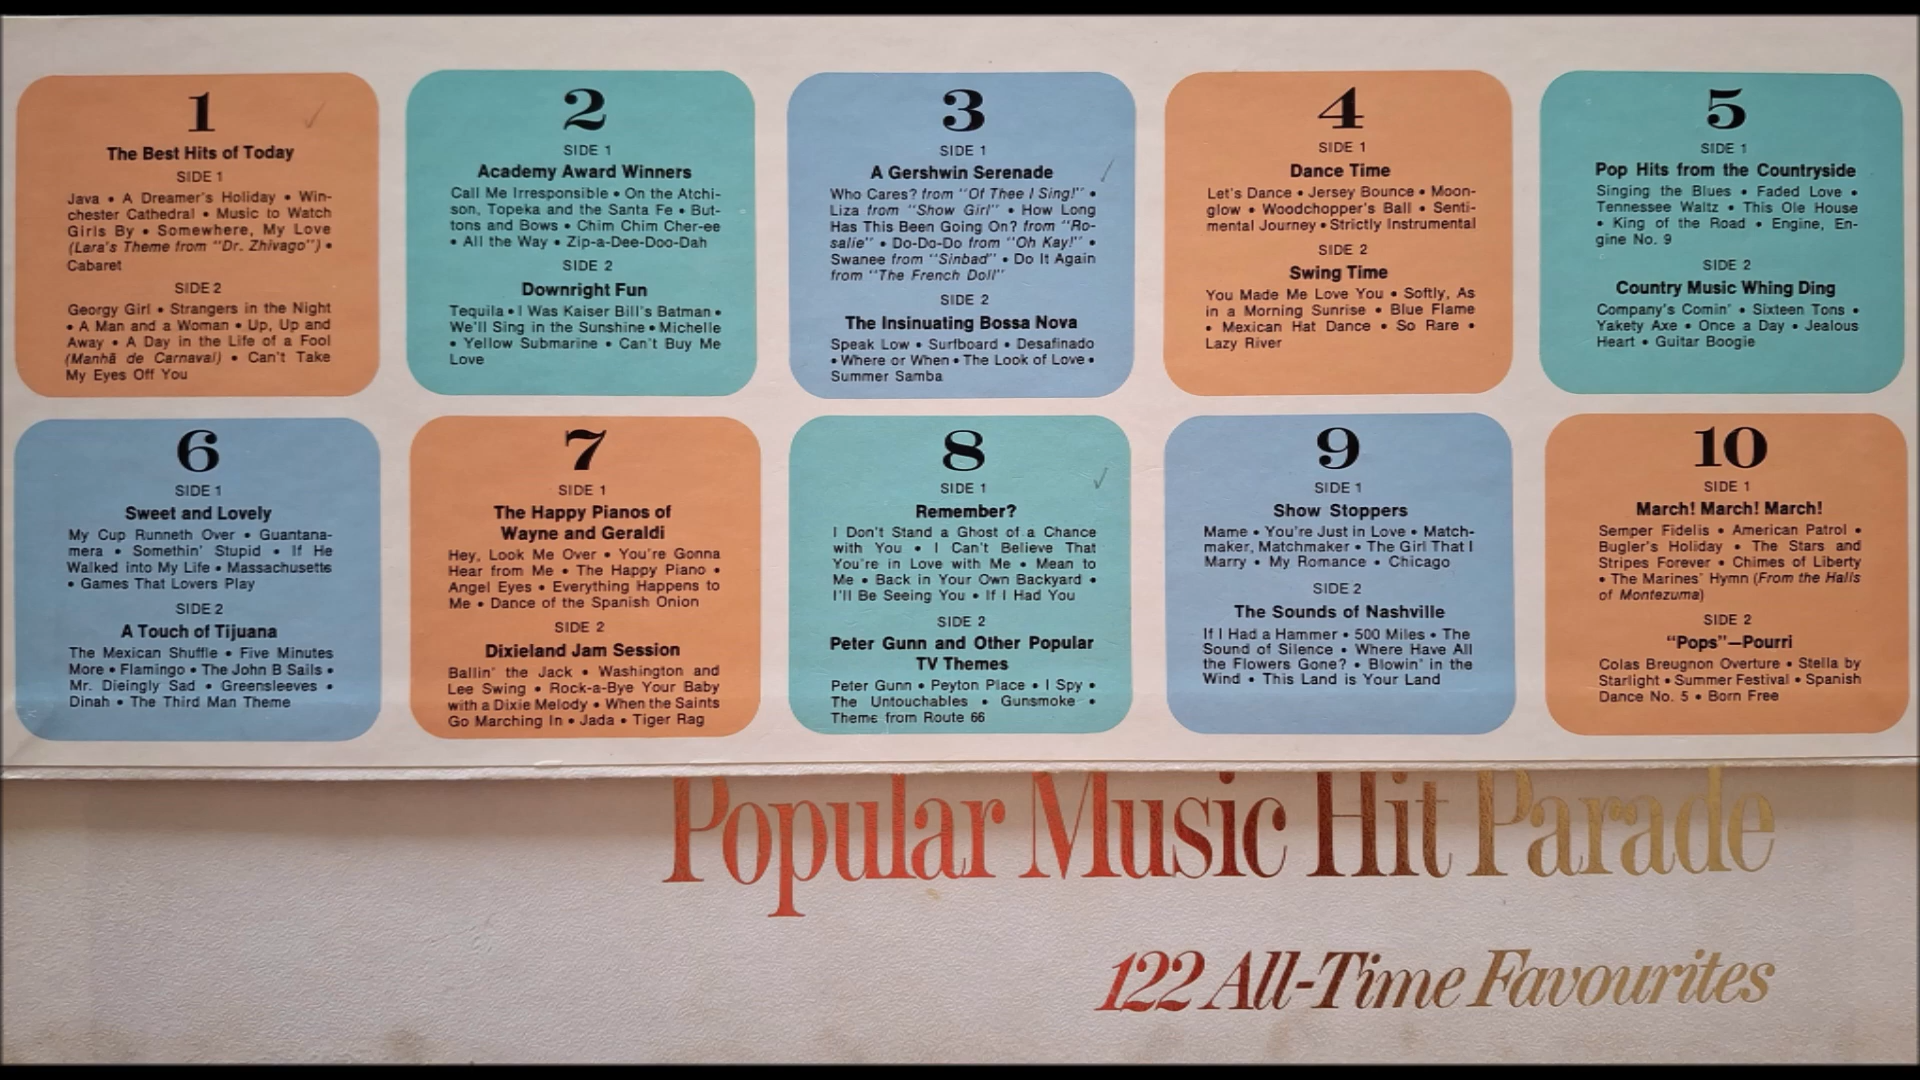 1
The Best Hits of Today
SIDE 1
Java • A Dreamer's Holiday • Win-
chester Cathedral • Music to Watch
Girls By • Somewhere, My Love
(Lara's Theme from "Dr. Zhivago") •
Cabaret
SIDE 2
Georgy Girl • Strangers in the Night
• A Man and a Woman • Up, Up and
Away • A Day in the Life of a Fool
(Manhã de Carnaval) • Can't Take
My Eyes Off You
2
SIDE 1
Academy Award Winners
Call Me Irresponsible • On the Atchi-
son, Topeka and the Santa Fe • But-
tons and Bows • Chim Chim Cher-ee
• All the Way • Zip-a-Dee-Doo-Dah
SIDE 2
Downright Fun
Tequila • I Was Kaiser Bill's Batman •
We'll Sing in the Sunshine • Michelle
• Yellow Submarine • Can't Buy Me
Love
3
SIDE 1
A Gershwin Serenade
Who Cares? from "Of Thee I Sing!" •
Liza from "Show Girl" • How Long
Has This Been Going On? from "Ro-
salie" • Do-Do-Do from "Oh Kay!" •
Swanee from "Sinbad" • Do It Again
from "The French Doll"
SIDE 2
The Insinuating Bossa Nova
Speak Low • Surfboard • Desafinado
• Where or When • The Look of Love •
Summer Samba
4
SIDE 1
Dance Time
Let's Dance • Jersey Bounce • Moon-
glow • Woodchopper's Ball • Senti-
mental Journey • Strictly Instrumental
SIDE 2
Swing Time
You Made Me Love You • Softly, As
in a Morning Sunrise • Blue Flame
• Mexican Hat Dance • So Rare •
Lazy River
5
SIDE 1
Pop Hits from the Countryside
Singing the Blues • Faded Love •
Tennessee Waltz • This Ole House
• King of the Road • Engine, En-
gine No. 9
SIDE 2
Country Music Whing Ding
Company's Comin' • Sixteen Tons •
Yakety Axe • Once a Day • Jealous
Heart • Guitar Boogie
6
SIDE 1
Sweet and Lovely
My Cup Runneth Over • Guantana-
mera • Somethin' Stupid • If He
Walked into My Life • Massachusetts
• Games That Lovers Play
SIDE 2
A Touch of Tijuana
The Mexican Shuffle • Five Minutes
More • Flamingo • The John B Sails •
Mr. Dieingly Sad • Greensleeves •
Dinah • The Third Man Theme
7
SIDE 1
The Happy Pianos of
Wayne and Geraldi
Hey, Look Me Over • You're Gonna
Hear from Me • The Happy Piano •
Angel Eyes • Everything Happens to
Me • Dance of the Spanish Onion
SIDE 2
Dixieland Jam Session
Ballin' the Jack • Washington and
Lee Swing • Rock-a-Bye Your Baby
with a Dixie Melody • When the Saints
Go Marching In • Jada • Tiger Rag
8
SIDE 1
Remember?
I Don't Stand a Ghost of a Chance
with You • I Can't Believe That
You're in Love with Me • Mean to
Me • Back in Your Own Backyard •
I'll Be Seeing You • If I Had You
SIDE 2
Peter Gunn and Other Popular
TV Themes
Peter Gunn • Peyton Place • I Spy •
The Untouchables • Gunsmoke •
Theme from Route 66
9
SIDE 1
Show Stoppers
Mame • You're Just in Love • Match-
maker, Matchmaker • The Girl That I
Marry • My Romance • Chicago
SIDE 2
The Sounds of Nashville
If I Had a Hammer • 500 Miles • The
Sound of Silence • Where Have All
the Flowers Gone? • Blowin' in the
Wind • This Land is Your Land
10
SIDE 1
March! March! March!
Semper Fidelis • American Patrol •
Bugler's Holiday • The Stars and
Stripes Forever • Chimes of Liberty
• The Marines' Hymn (From the Halls
of Montezuma)
SIDE 2
"Pops"—Pourri
Colas Breugnon Overture • Stella by
Starlight • Summer Festival • Spanish
Dance No. 5 • Born Free
Popular Music Hit Parade
122 All-Time Favourites